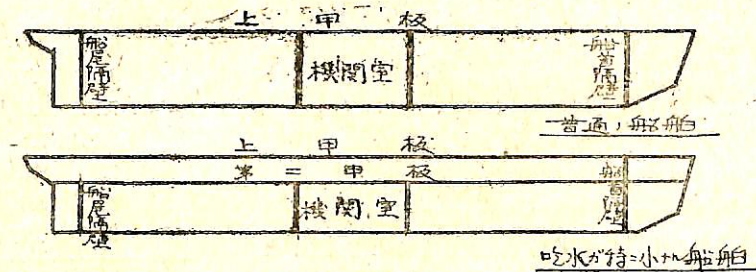 上甲板
船尾隔壁
機関室
船首隔壁
普通ノ船舶
上甲板
第二甲板
船尾隔壁
機関室
船首隔壁
吃水ガ特ニ小ナル船舶